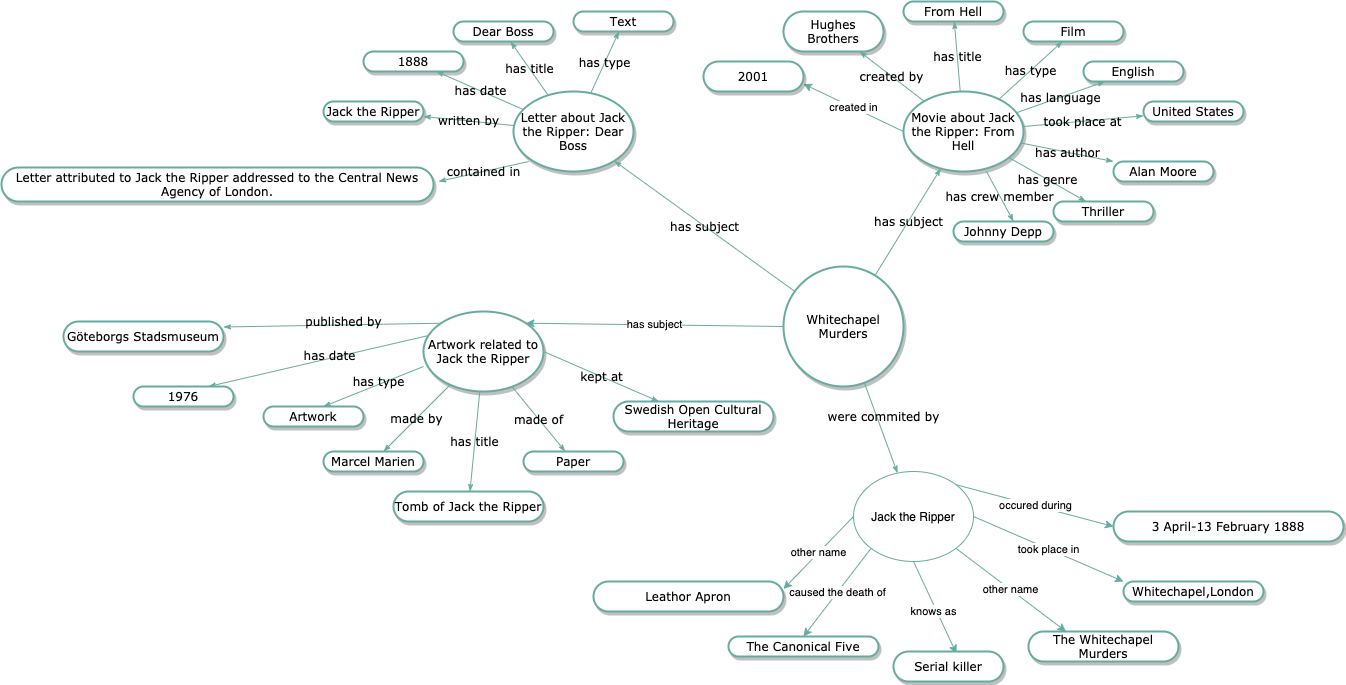 Text
Dear Boss
1888
Jack the Ripper
has type
has title
has date
written by
Letter about Jack
the Ripper: Dear
Boss
contained in
Letter attributed to Jack the Ripper addressed to the Central News
Agency of London.
has subject
From Hell
Hughes
Brothers
2001
Film
English
United States
Alan Moore
Thriller
Johnny Depp
has title
created by
created in
has type
has language
took place at
has author
has genre
has crew member
Movie about Jack
the Ripper: From
Hell
has subject
Whitechapel
Murders
has subject
Artwork related to
Jack the Ripper
published by
Göteborgs Stadsmuseum
has date
1976
has type
Artwork
made by
Marcel Marien
has title
Tomb of Jack the Ripper
made of
Paper
kept at
Swedish Open Cultural
Heritage
were commited by
Jack the Ripper
occured during
3 April-13 February 1888
took place in
Whitechapel,London
other name
The Whitechapel
Murders
knows as
Serial killer
caused the death of
The Canonical Five
other name
Leathor Apron